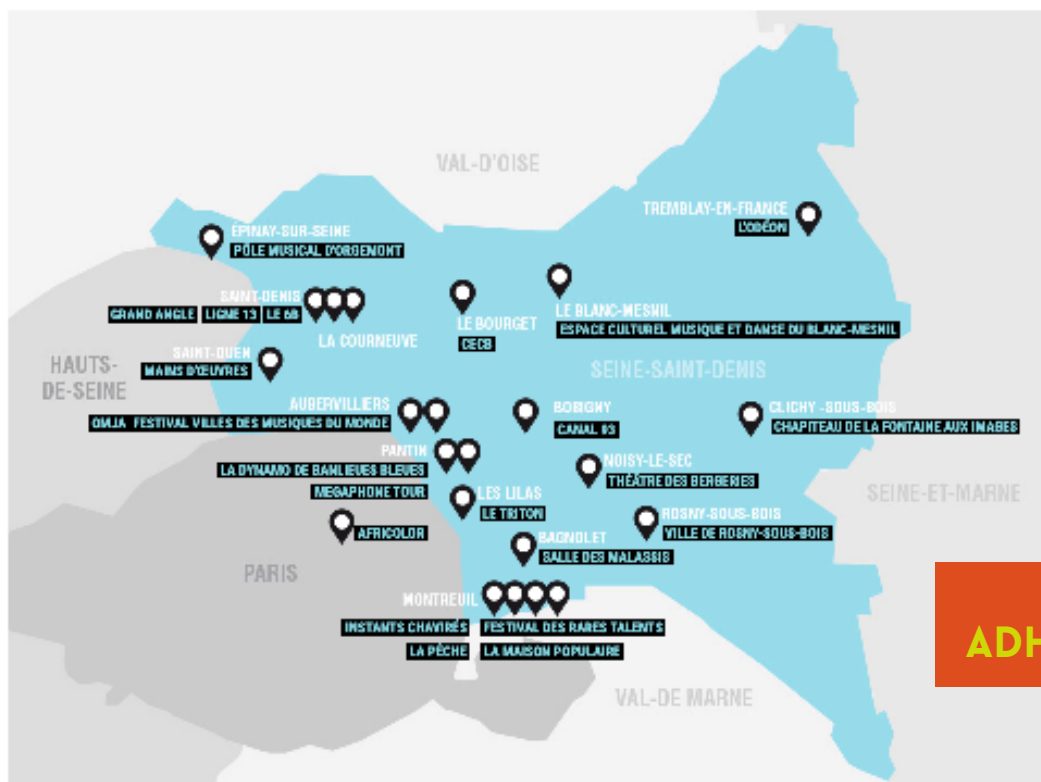 VAL-D'OISE
TREMBLAY-EN-FRANCE
L'ODÉON
ÉPINAY-SUR-SEINE
PÔLE MUSICAL D'ORGEMONT
SAINT-DENIS
GRAND ANGLE LIGNE 13 LE 6B
LA COURNEUVE
LE BOURGET
CECB
LE BLANC-MESNIL
ESPACE CULTUREL MUSIQUE ET DANSE DU BLANC-MESNIL
HAUTS-
DE-SEINE
SAINT-OUEN
MAINS D'ŒUVRES
SEINE-SAINT-DENIS
AUBERVILLIERS
OMJA FESTIVAL VILLES DES MUSIQUES DU MONDE
BOBIGNY
CANAL 93
CLICHY -SOUS-BOIS
CHAPITEAU DE LA FONTAINE AUX IMAGES
PANTIN
LA DYNAMO DE BANLIEUES BLEUES
MEGAPHONE TOUR
NOISY-LE-SEC
THÉÂTRE DES BERGERIES
SEINE-ET-MARNE
LES LILAS
LE TRITON
ROSNY-SOUS-BOIS
VILLE DE ROSNY-SOUS-BOIS
AFRICOLOR
BAGNOLET
SALLE DES MALASSIS
PARIS
MONTREUIL
INSTANTS CHAVIRÉS FESTIVAL DES RARES TALENTS
LA PÊCHE LA MAISON POPULAIRE
VAL-DE MARNE
ADH